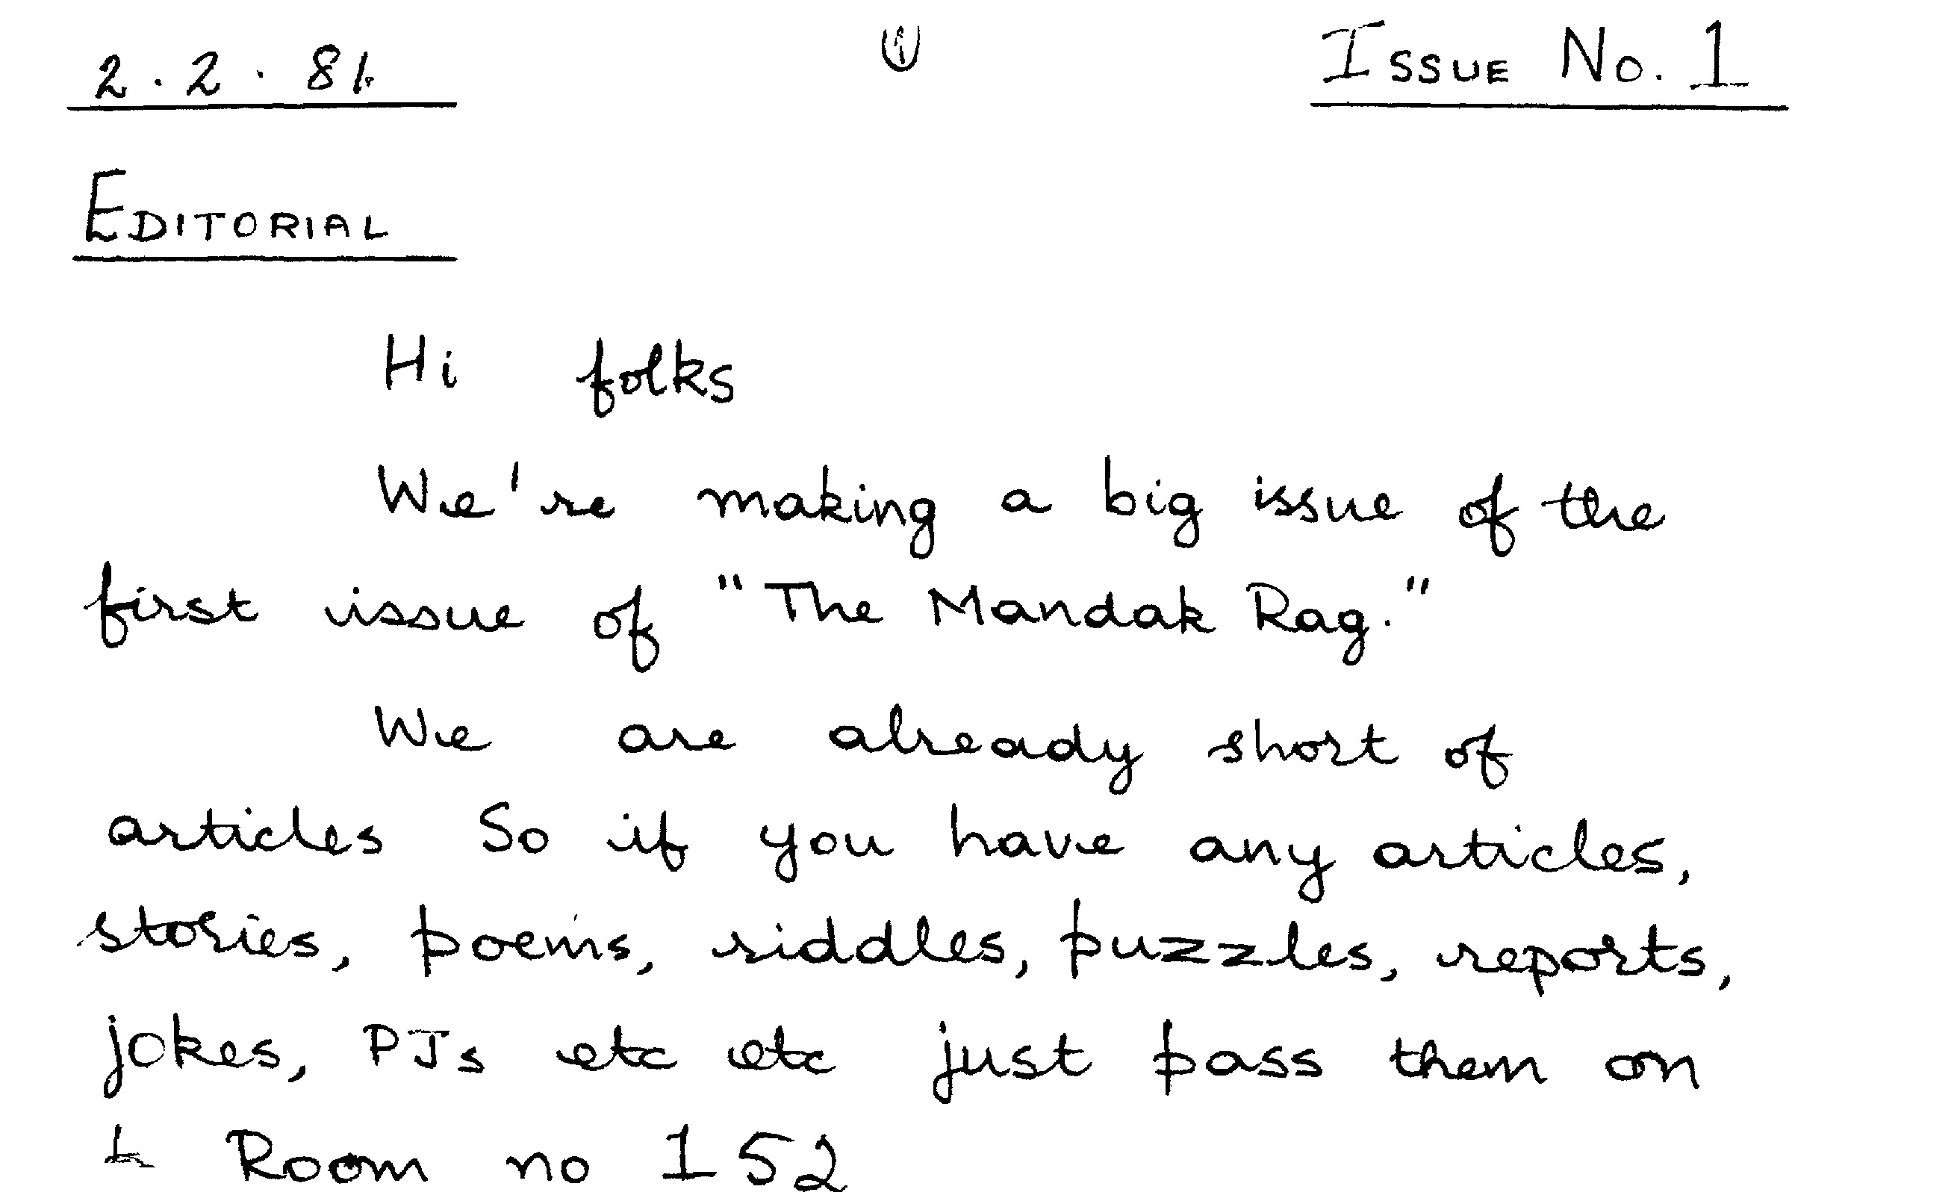 2.2.81. ① ISSUE No. 1
EDITORIAL
Hi folks
We're making a big issue of the
first issue of "The Mandak Rag."
We are already short of
articles So if you have any articles,
stories, poems, riddles, puzzles, reports,
jokes, PJs etc etc just pass them on
Room no 152